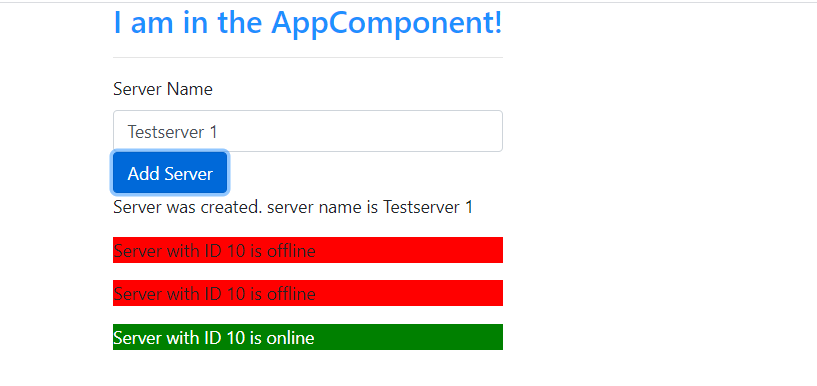 I am in the AppComponent!
Server Name
Testserver 1
Add Server
Server was created. server name is Testserver 1
Server with ID 10 is offline
Server with ID 10 is offline
Server with ID 10 is online